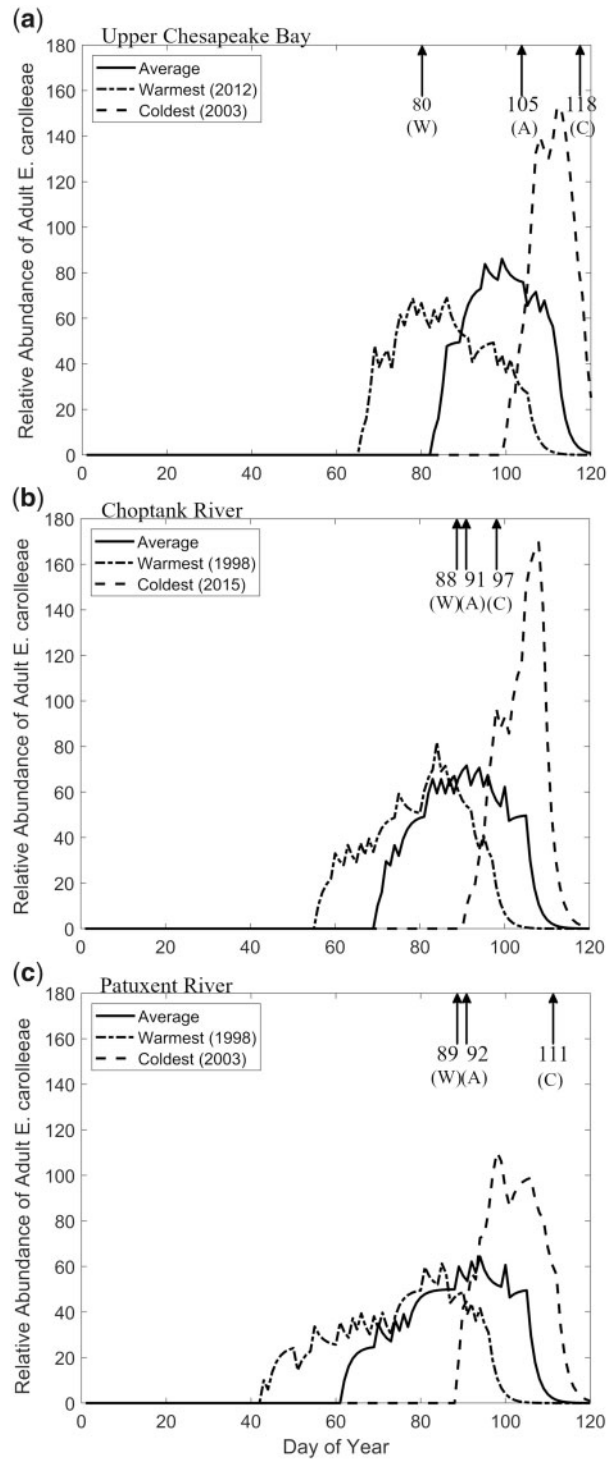 (a)
Upper Chesapeake Bay
Relative Abundance of Adult E. carolleeae
180
160
140
120
100
80
60
40
20
0
Average
Warmest (2012)
Coldest (2003)
80
(W)
105
(A)
118
(C)
0 20 40 60 80 100 120
(b)
Choptank River
Relative Abundance of Adult E. carolleeeae
180
160
140
120
100
80
60
40
20
0
Average
Warmest (1998)
Coldest (2015)
88 91 97
(W) (A) (C)
0 20 40 60 80 100 120
(c)
Patuxent River
Relative Abundance of Adult E. carolleeeae
180
160
140
120
100
80
60
40
20
0
Average
Warmest (1998)
Coldest (2003)
89 92 111
(W) (A) (C)
0 20 40 60 80 100 120
Day of Year